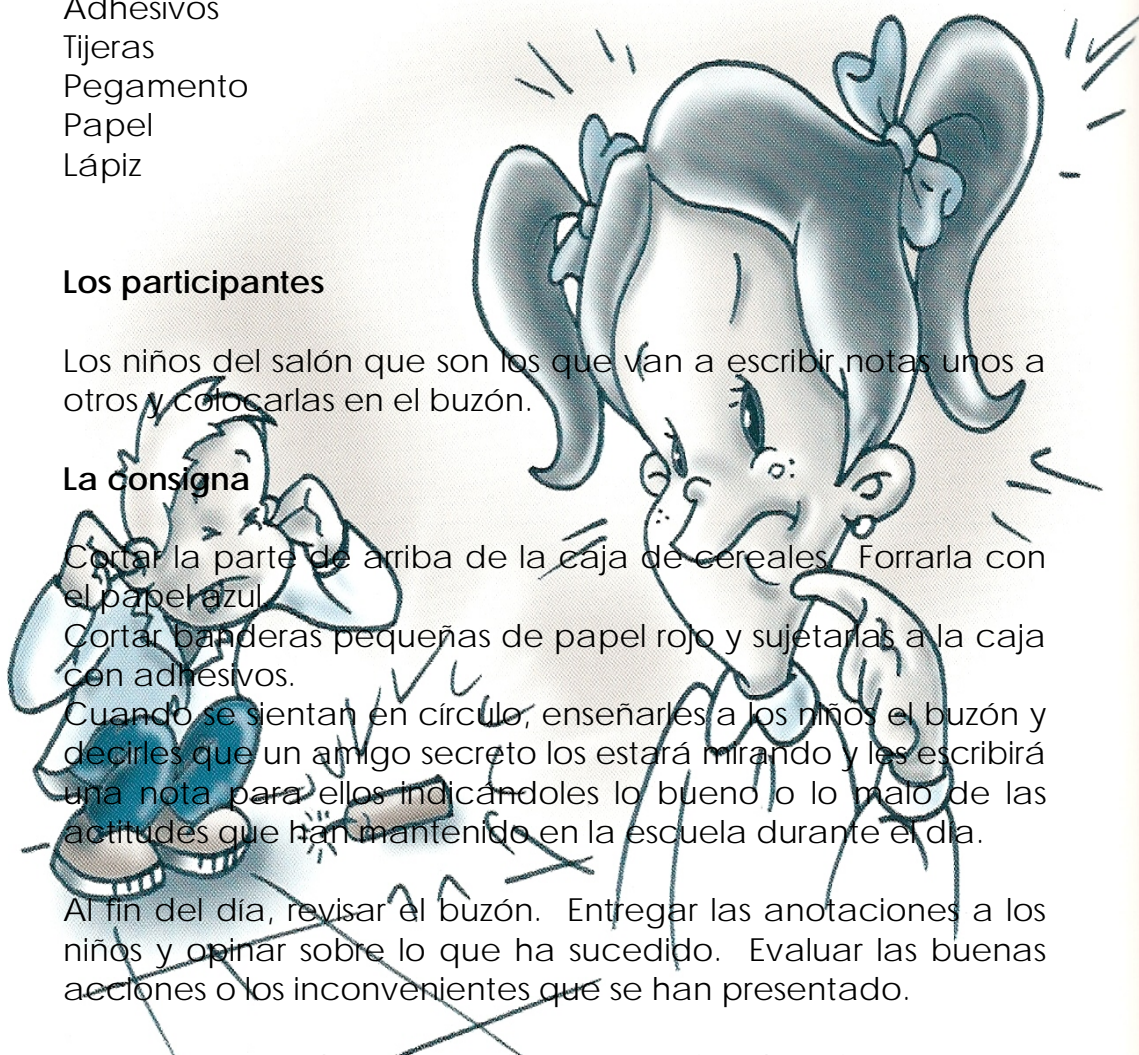 Adhesivos
Tijeras
Pegamento
Papel
Lápiz
Los participantes
Los niños del salón que son los que van a escribir notas unos a
otros y colocarlas en el buzón.
La consigna
Cortar la parte de arriba de la caja de cereales. Forrarla con
el papel azul.
Cortar banderas pequeñas de papel rojo y sujetarlas a la caja
con adhesivos.
Cuando se sientan en círculo, enseñarles a los niños el buzón y
decirles que un amigo secreto los estará mirando y les escribirá
una nota para ellos indicándoles lo bueno o lo malo de las
actitudes que han mantenido en la escuela durante el día.
Al fin del día, revisar el buzón. Entregar las anotaciones a los
niños y opinar sobre lo que ha sucedido. Evaluar las buenas
acciones o los inconvenientes que se han presentado.